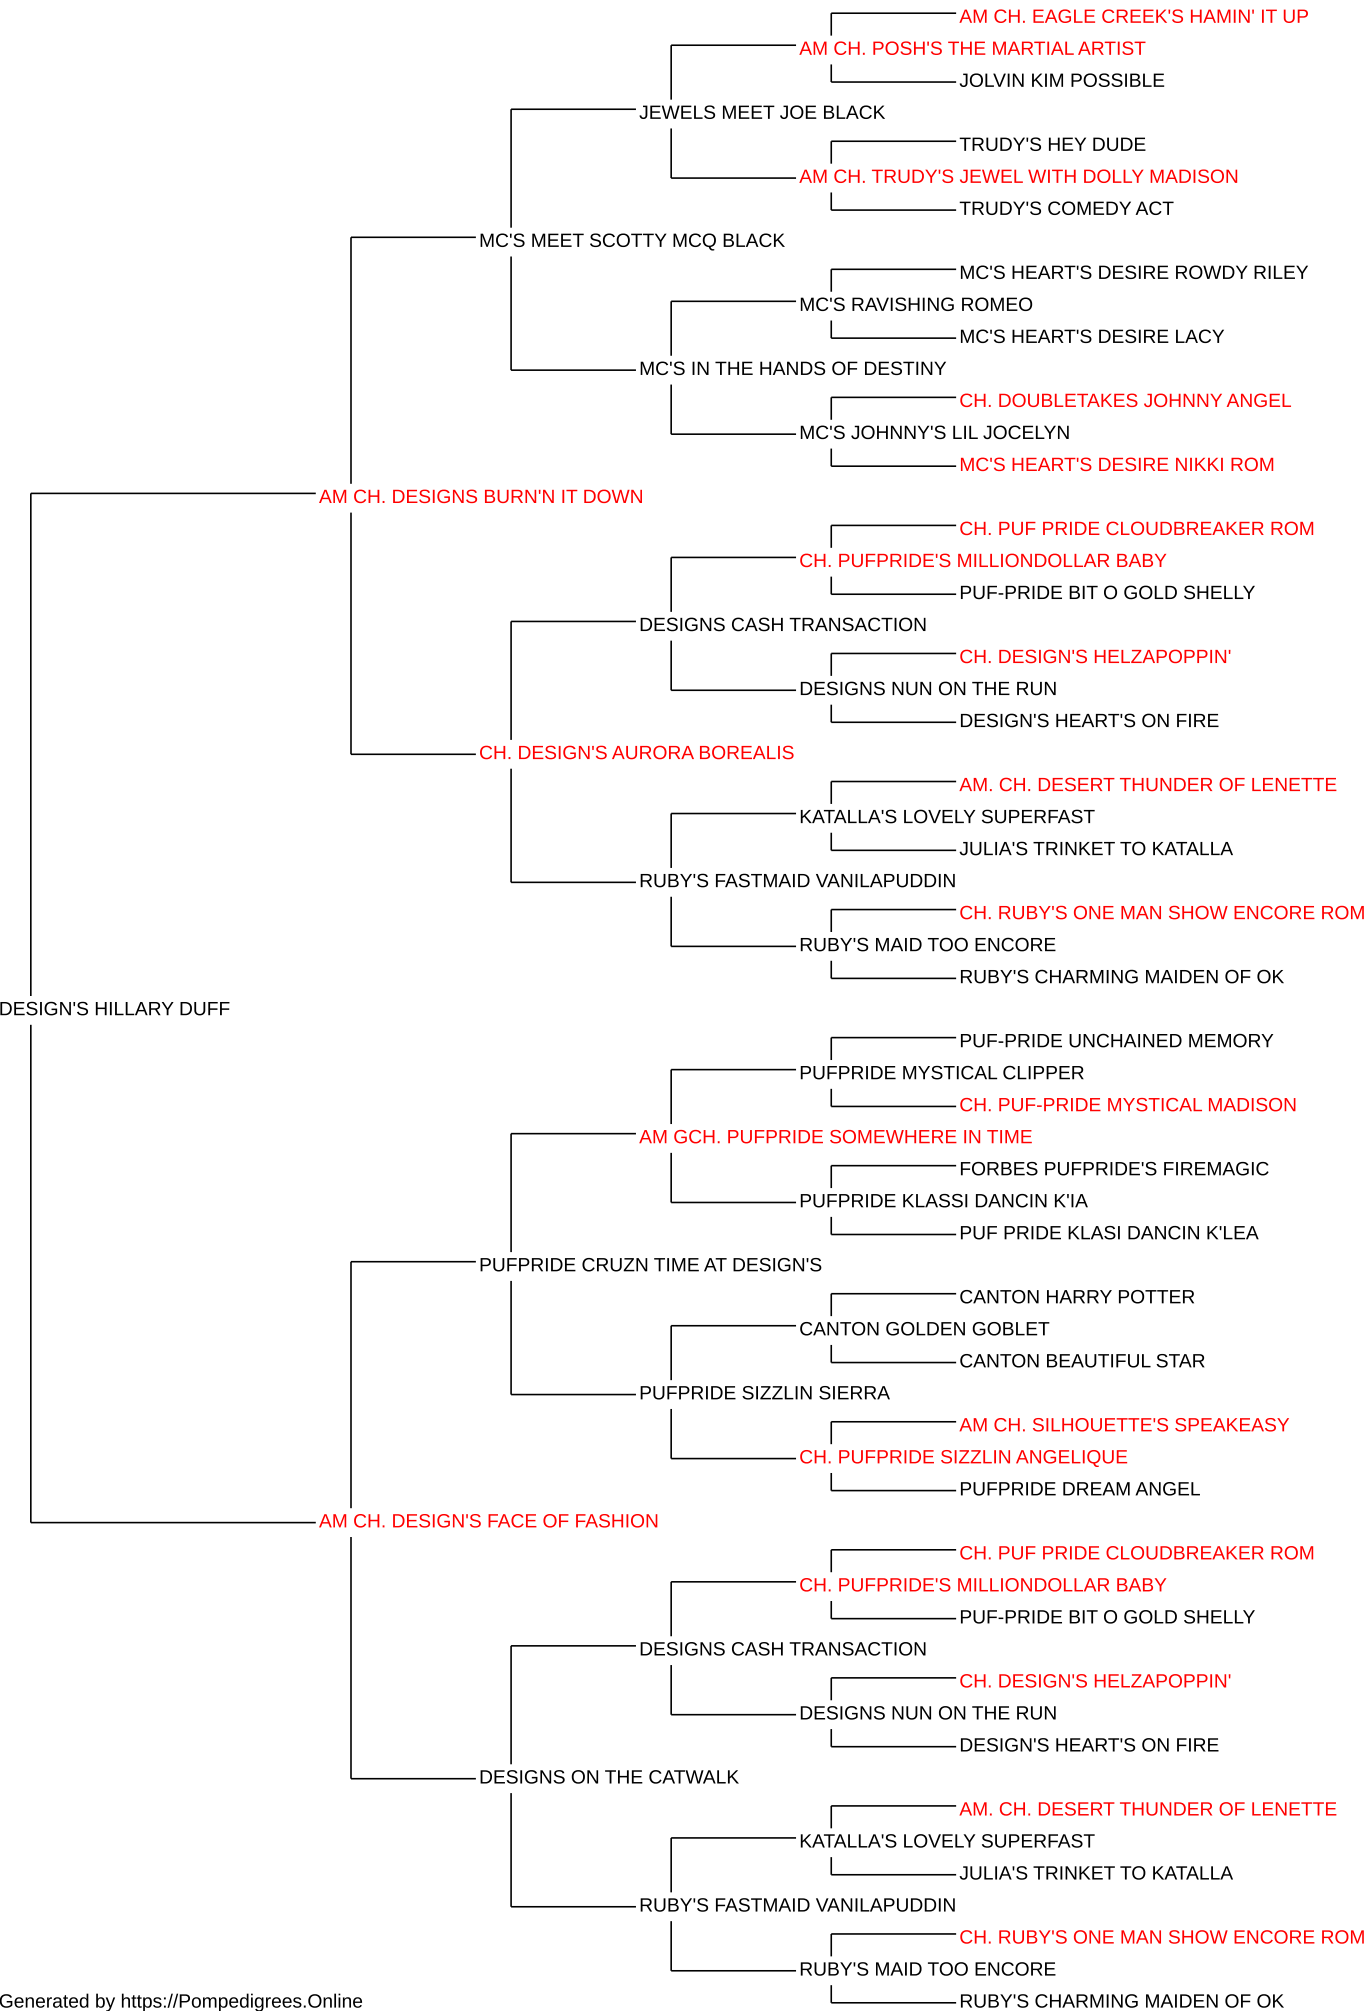 AM CH. EAGLE CREEK'S HAMIN' IT UP
AM CH. POSH'S THE MARTIAL ARTIST
JOLVIN KIM POSSIBLE
JEWELS MEET JOE BLACK
TRUDY'S HEY DUDE
AM CH. TRUDY'S JEWEL WITH DOLLY MADISON
TRUDY'S COMEDY ACT
MC'S MEET SCOTTY MCQ BLACK
MC'S HEART'S DESIRE ROWDY RILEY
MC'S RAVISHING ROMEO
MC'S HEART'S DESIRE LACY
MC'S IN THE HANDS OF DESTINY
CH. DOUBLETAKES JOHNNY ANGEL
MC'S JOHNNY'S LIL JOCELYN
MC'S HEART'S DESIRE NIKKI ROM
AM CH. DESIGNS BURN'N IT DOWN
CH. PUF PRIDE CLOUDBREAKER ROM
CH. PUFPRIDE'S MILLIONDOLLAR BABY
PUF-PRIDE BIT O GOLD SHELLY
DESIGNS CASH TRANSACTION
CH. DESIGN'S HELZAPOPPIN'
DESIGNS NUN ON THE RUN
DESIGN'S HEART'S ON FIRE
CH. DESIGN'S AURORA BOREALIS
AM. CH. DESERT THUNDER OF LENETTE
KATALLA'S LOVELY SUPERFAST
JULIA'S TRINKET TO KATALLA
RUBY'S FASTMAID VANILAPUDDIN
CH. RUBY'S ONE MAN SHOW ENCORE ROM
RUBY'S MAID TOO ENCORE
RUBY'S CHARMING MAIDEN OF OK
DESIGN'S HILLARY DUFF
PUF-PRIDE UNCHAINED MEMORY
PUFPRIDE MYSTICAL CLIPPER
CH. PUF-PRIDE MYSTICAL MADISON
AM GCH. PUFPRIDE SOMEWHERE IN TIME
FORBES PUFPRIDE'S FIREMAGIC
PUFPRIDE KLASSI DANCIN K'IA
PUF PRIDE KLASI DANCIN K'LEA
PUFPRIDE CRUZN TIME AT DESIGN'S
CANTON HARRY POTTER
CANTON GOLDEN GOBLET
CANTON BEAUTIFUL STAR
PUFPRIDE SIZZLIN SIERRA
AM CH. SILHOUETTE'S SPEAKEASY
CH. PUFPRIDE SIZZLIN ANGELIQUE
PUFPRIDE DREAM ANGEL
AM CH. DESIGN'S FACE OF FASHION
CH. PUF PRIDE CLOUDBREAKER ROM
CH. PUFPRIDE'S MILLIONDOLLAR BABY
PUF-PRIDE BIT O GOLD SHELLY
DESIGNS CASH TRANSACTION
CH. DESIGN'S HELZAPOPPIN'
DESIGNS NUN ON THE RUN
DESIGN'S HEART'S ON FIRE
DESIGNS ON THE CATWALK
AM. CH. DESERT THUNDER OF LENETTE
KATALLA'S LOVELY SUPERFAST
JULIA'S TRINKET TO KATALLA
RUBY'S FASTMAID VANILAPUDDIN
CH. RUBY'S ONE MAN SHOW ENCORE ROM
RUBY'S MAID TOO ENCORE
RUBY'S CHARMING MAIDEN OF OK
Generated by https://Pompedigrees.Online